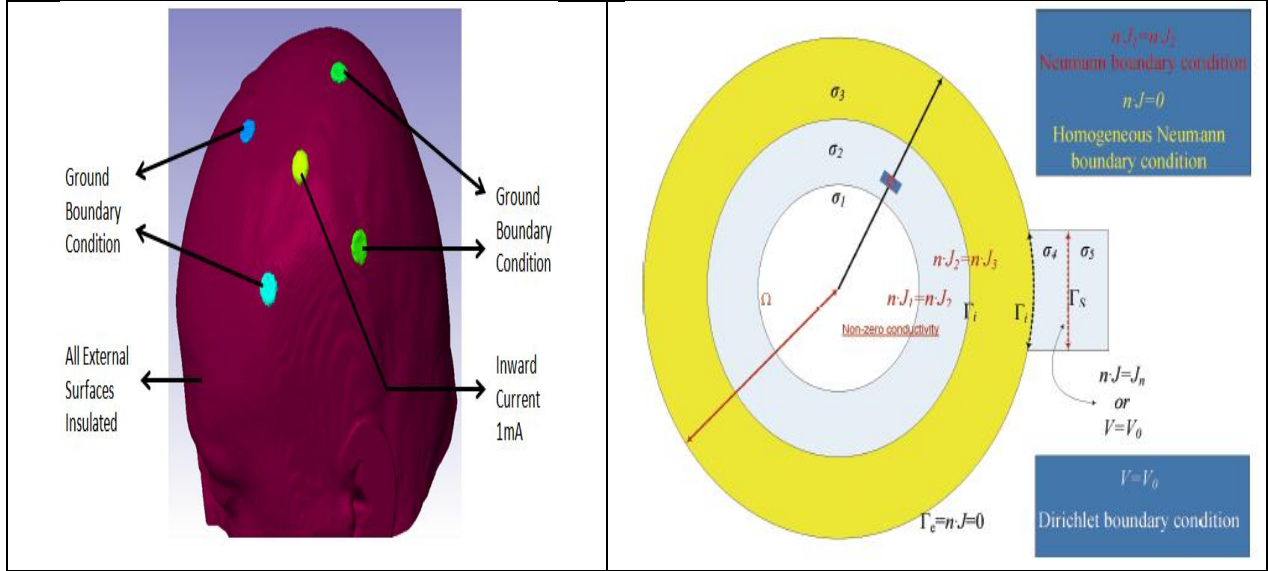 Ground
Boundary
Condition
All External
Surfaces
Insulated
Ground
Boundary
Condition
Inward
Current
1mA
n·J₁=n·J₂
Neumann boundary condition
n·J=0
Homogeneous Neumann
boundary condition
σ₃
σ₂
σ₁
σ₄
σ₅
n·J₂=n·J₃
Ω
n·J₁=n·J₂
Γᵢ
Γᵢ
Γ_S
Non-zero conductivity
n·J=Jₙ
or
V=V₀
V=V₀
Dirichlet boundary condition
Γₑ=n·J=0